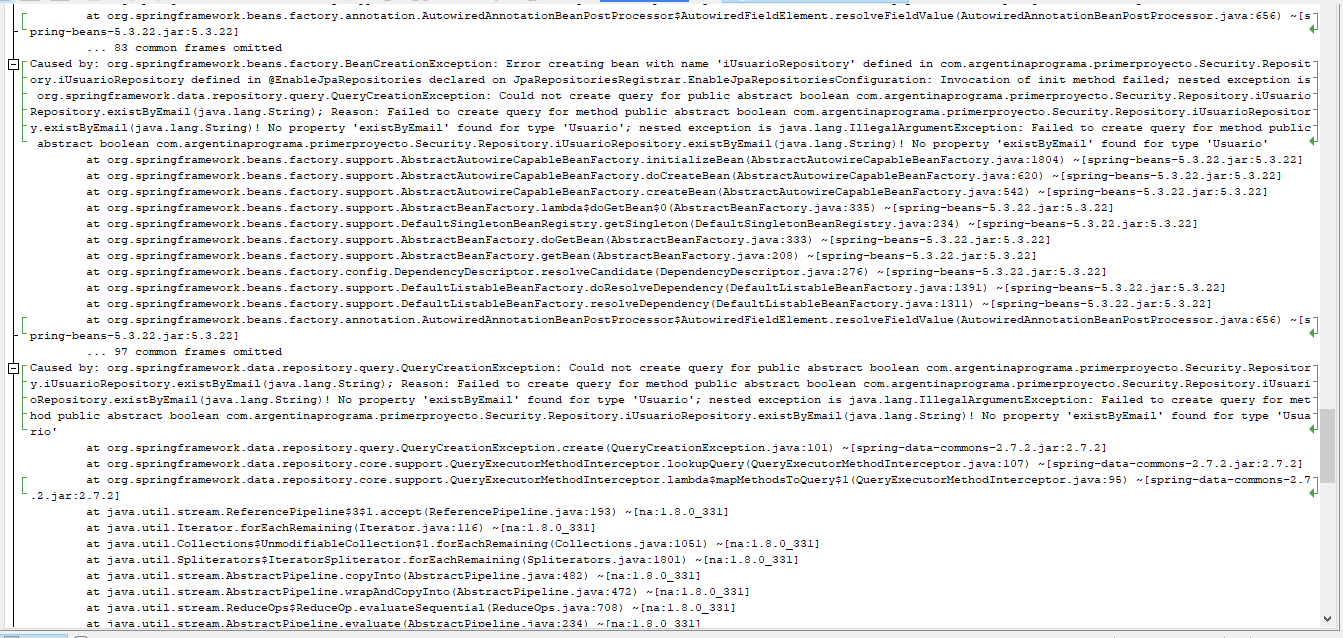 at org.springframework.beans.factory.annotation.AutowiredAnnotationBeanPostProcessor$AutowiredFieldElement.resolveFieldValue(AutowiredAnnotationBeanPostProcessor.java:656) ~[s
pring-beans-5.3.22.jar:5.3.22]
... 83 common frames omitted
Caused by: org.springframework.beans.factory.BeanCreationException: Error creating bean with name 'iUsuarioRepository' defined in com.argentinaprograma.primerproyecto.Security.Reposit
ory.iUsuarioRepository defined in @EnableJpaRepositories declared on JpaRepositoriesRegistrar.EnableJpaRepositoriesConfiguration: Invocation of init method failed; nested exception is
org.springframework.data.repository.query.QueryCreationException: Could not create query for public abstract boolean com.argentinaprograma.primerproyecto.Security.Repository.iUsuario
Repository.existByEmail(java.lang.String); Reason: Failed to create query for method public abstract boolean com.argentinaprograma.primerproyecto.Security.Repository.iUsuarioRepositor
y.existByEmail(java.lang.String)! No property 'existByEmail' found for type 'Usuario'; nested exception is java.lang.IllegalArgumentException: Failed to create query for method public
abstract boolean com.argentinaprograma.primerproyecto.Security.Repository.iUsuarioRepository.existByEmail(java.lang.String)! No property 'existByEmail' found for type 'Usuario'
at org.springframework.beans.factory.support.AbstractAutowireCapableBeanFactory.initializeBean(AbstractAutowireCapableBeanFactory.java:1804) ~[spring-beans-5.3.22.jar:5.3.22]
at org.springframework.beans.factory.support.AbstractAutowireCapableBeanFactory.doCreateBean(AbstractAutowireCapableBeanFactory.java:620) ~[spring-beans-5.3.22.jar:5.3.22]
at org.springframework.beans.factory.support.AbstractAutowireCapableBeanFactory.createBean(AbstractAutowireCapableBeanFactory.java:542) ~[spring-beans-5.3.22.jar:5.3.22]
at org.springframework.beans.factory.support.AbstractBeanFactory.lambda$doGetBean$0(AbstractBeanFactory.java:335) ~[spring-beans-5.3.22.jar:5.3.22]
at org.springframework.beans.factory.support.DefaultSingletonBeanRegistry.getSingleton(DefaultSingletonBeanRegistry.java:234) ~[spring-beans-5.3.22.jar:5.3.22]
at org.springframework.beans.factory.support.AbstractBeanFactory.doGetBean(AbstractBeanFactory.java:333) ~[spring-beans-5.3.22.jar:5.3.22]
at org.springframework.beans.factory.support.AbstractBeanFactory.getBean(AbstractBeanFactory.java:208) ~[spring-beans-5.3.22.jar:5.3.22]
at org.springframework.beans.factory.config.DependencyDescriptor.resolveCandidate(DependencyDescriptor.java:276) ~[spring-beans-5.3.22.jar:5.3.22]
at org.springframework.beans.factory.support.DefaultListableBeanFactory.doResolveDependency(DefaultListableBeanFactory.java:1391) ~[spring-beans-5.3.22.jar:5.3.22]
at org.springframework.beans.factory.support.DefaultListableBeanFactory.resolveDependency(DefaultListableBeanFactory.java:1311) ~[spring-beans-5.3.22.jar:5.3.22]
at org.springframework.beans.factory.annotation.AutowiredAnnotationBeanPostProcessor$AutowiredFieldElement.resolveFieldValue(AutowiredAnnotationBeanPostProcessor.java:656) ~[s
pring-beans-5.3.22.jar:5.3.22]
... 97 common frames omitted
Caused by: org.springframework.data.repository.query.QueryCreationException: Could not create query for public abstract boolean com.argentinaprograma.primerproyecto.Security.Repositor
y.iUsuarioRepository.existByEmail(java.lang.String); Reason: Failed to create query for method public abstract boolean com.argentinaprograma.primerproyecto.Security.Repository.iUsuari
oRepository.existByEmail(java.lang.String)! No property 'existByEmail' found for type 'Usuario'; nested exception is java.lang.IllegalArgumentException: Failed to create query for met
hod public abstract boolean com.argentinaprograma.primerproyecto.Security.Repository.iUsuarioRepository.existByEmail(java.lang.String)! No property 'existByEmail' found for type 'Usua
rio'
at org.springframework.data.repository.query.QueryCreationException.create(QueryCreationException.java:101) ~[spring-data-commons-2.7.2.jar:2.7.2]
at org.springframework.data.repository.core.support.QueryExecutorMethodInterceptor.lookupQuery(QueryExecutorMethodInterceptor.java:107) ~[spring-data-commons-2.7.2.jar:2.7.2]
at org.springframework.data.repository.core.support.QueryExecutorMethodInterceptor.lambda$mapMethodsToQuery$1(QueryExecutorMethodInterceptor.java:95) ~[spring-data-commons-2.7
.2.jar:2.7.2]
at java.util.stream.ReferencePipeline$3$1.accept(ReferencePipeline.java:193) ~[na:1.8.0_331]
at java.util.Iterator.forEachRemaining(Iterator.java:116) ~[na:1.8.0_331]
at java.util.Collections$UnmodifiableCollection$1.forEachRemaining(Collections.java:1051) ~[na:1.8.0_331]
at java.util.Spliterators$IteratorSpliterator.forEachRemaining(Spliterators.java:1801) ~[na:1.8.0_331]
at java.util.stream.AbstractPipeline.copyInto(AbstractPipeline.java:482) ~[na:1.8.0_331]
at java.util.stream.AbstractPipeline.wrapAndCopyInto(AbstractPipeline.java:472) ~[na:1.8.0_331]
at java.util.stream.ReduceOps$ReduceOp.evaluateSequential(ReduceOps.java:708) ~[na:1.8.0_331]
at java.util.stream.AbstractPipeline.evaluate(AbstractPipeline.java:234) ~[na:1.8.0_331]